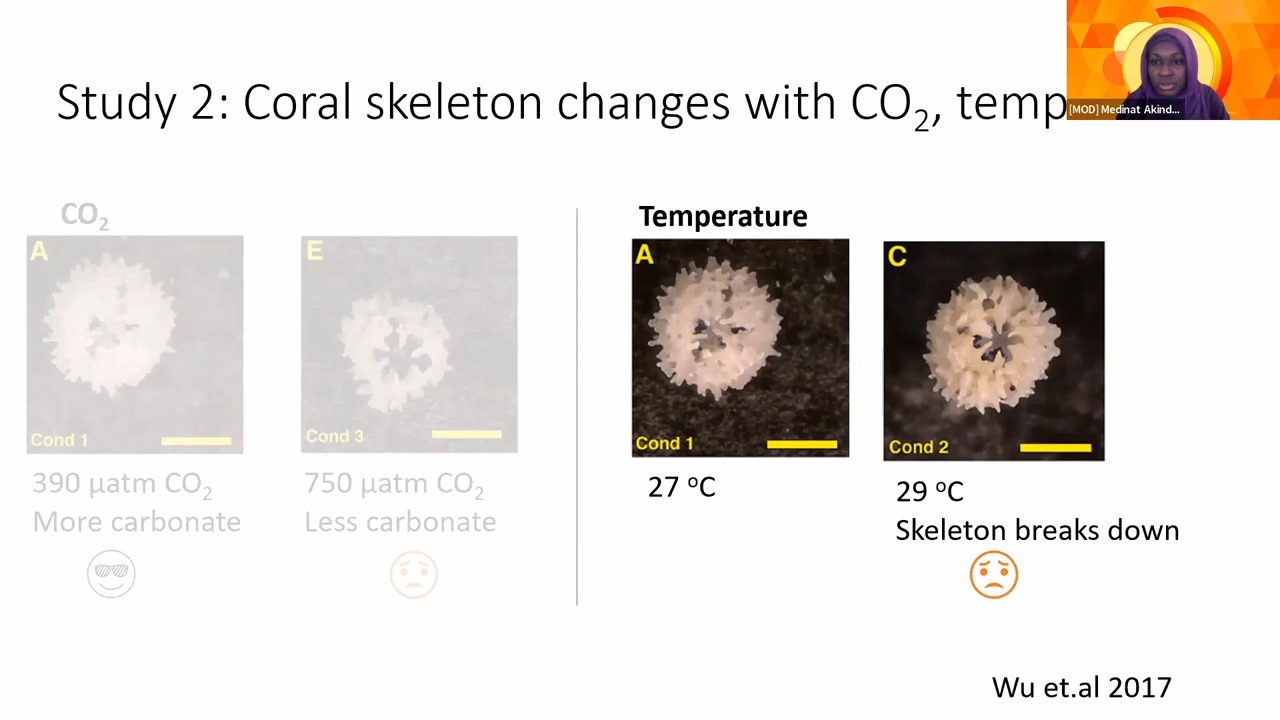 Study 2: Coral skeleton changes with CO₂, temp
[MOD] Medinat Akind...
CO₂
A
Cond 1
E
Cond 3
390 µatm CO₂
More carbonate
750 µatm CO₂
Less carbonate
Temperature
A
Cond 1
C
Cond 2
27 ºC
29 ºC
Skeleton breaks down
Wu et.al 2017